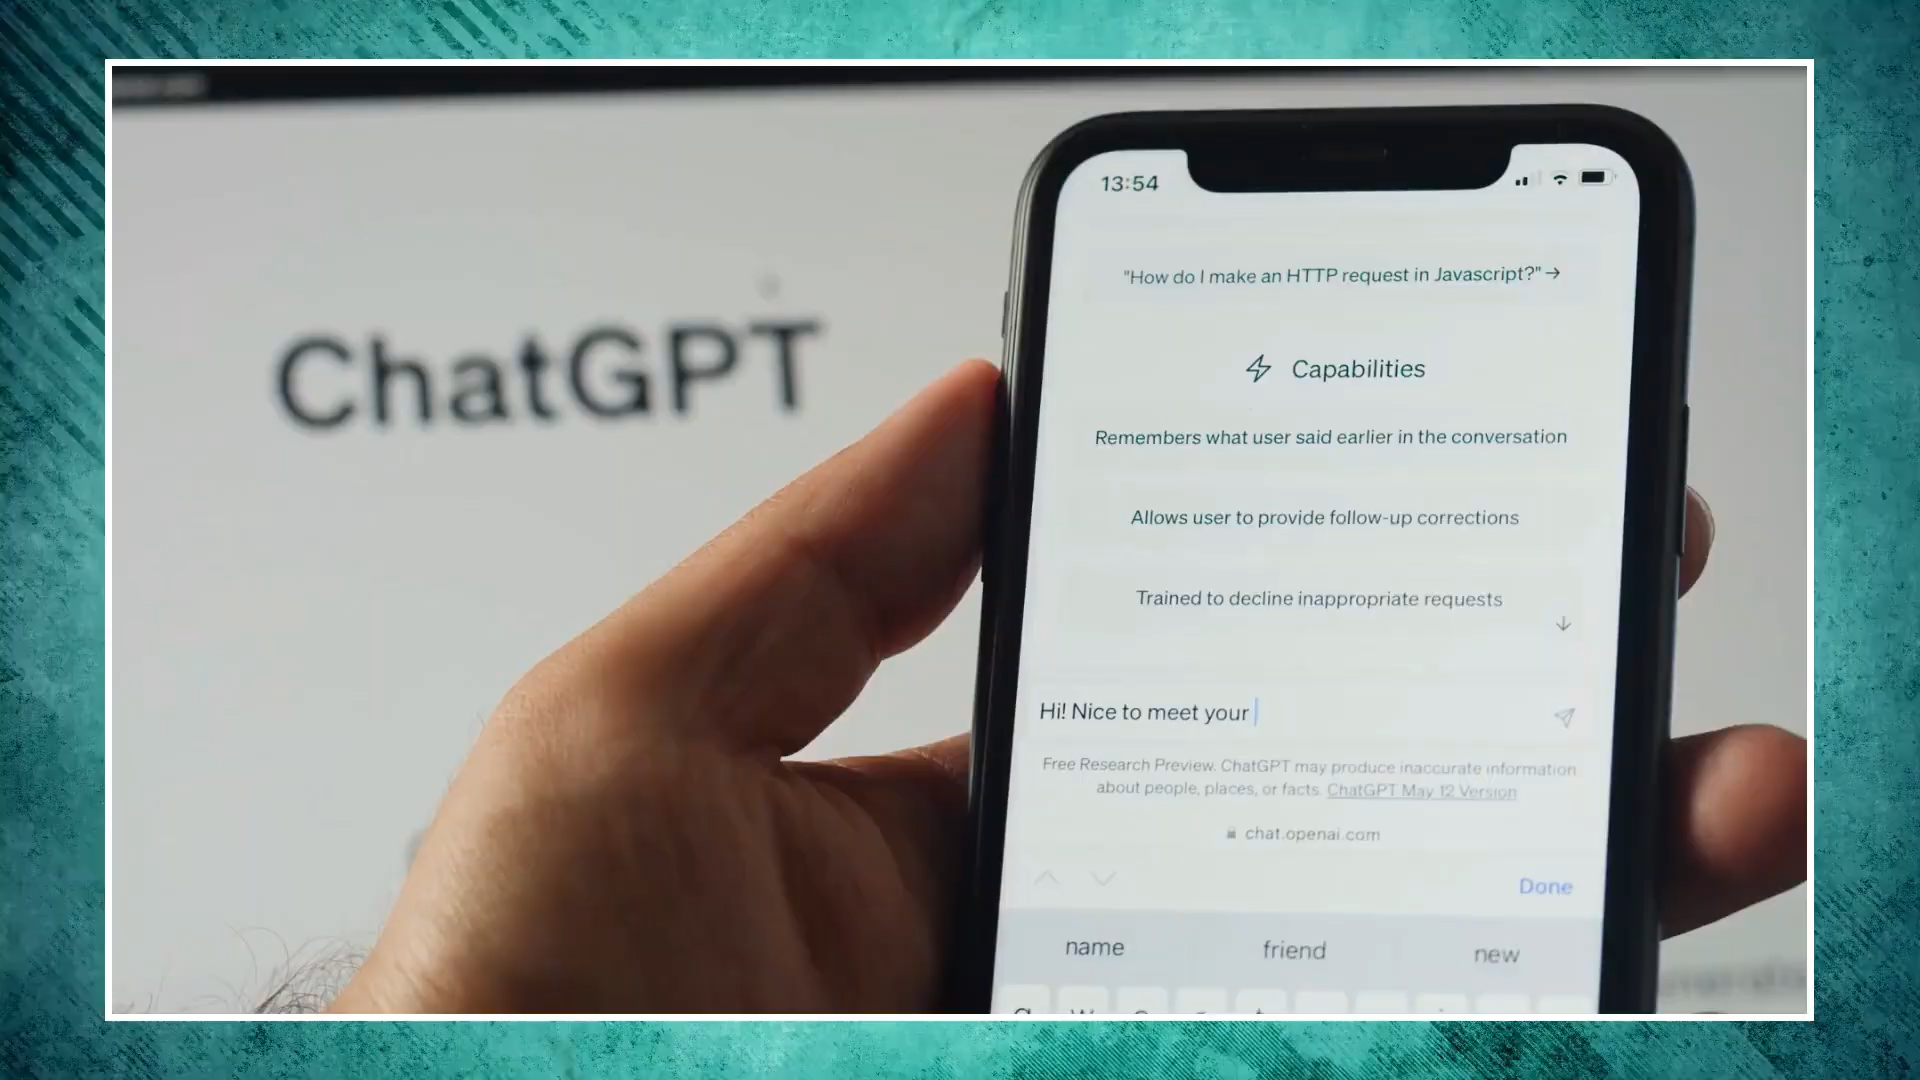 ChatGPT
13:54
"How do I make an HTTP request in Javascript?" →
Capabilities
Remembers what user said earlier in the conversation
Allows user to provide follow-up corrections
Trained to decline inappropriate requests
Hi! Nice to meet your
Free Research Preview. ChatGPT may produce inaccurate information
about people, places, or facts. ChatGPT May 12 Version
chat.openai.com
Done
name friend new